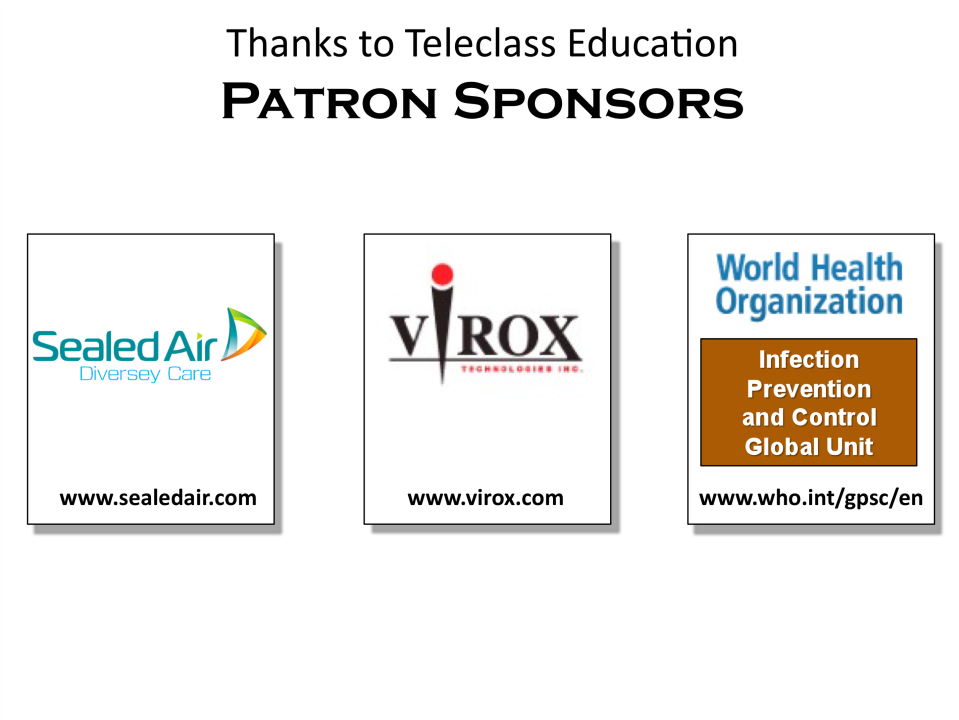 Thanks to Teleclass Education
PATRON SPONSORS
Sealed Air
Diversey Care
www.sealedair.com
VIROX
TECHNOLOGIES INC.
www.virox.com
World Health
Organization
Infection
Prevention
and Control
Global Unit
www.who.int/gpsc/en